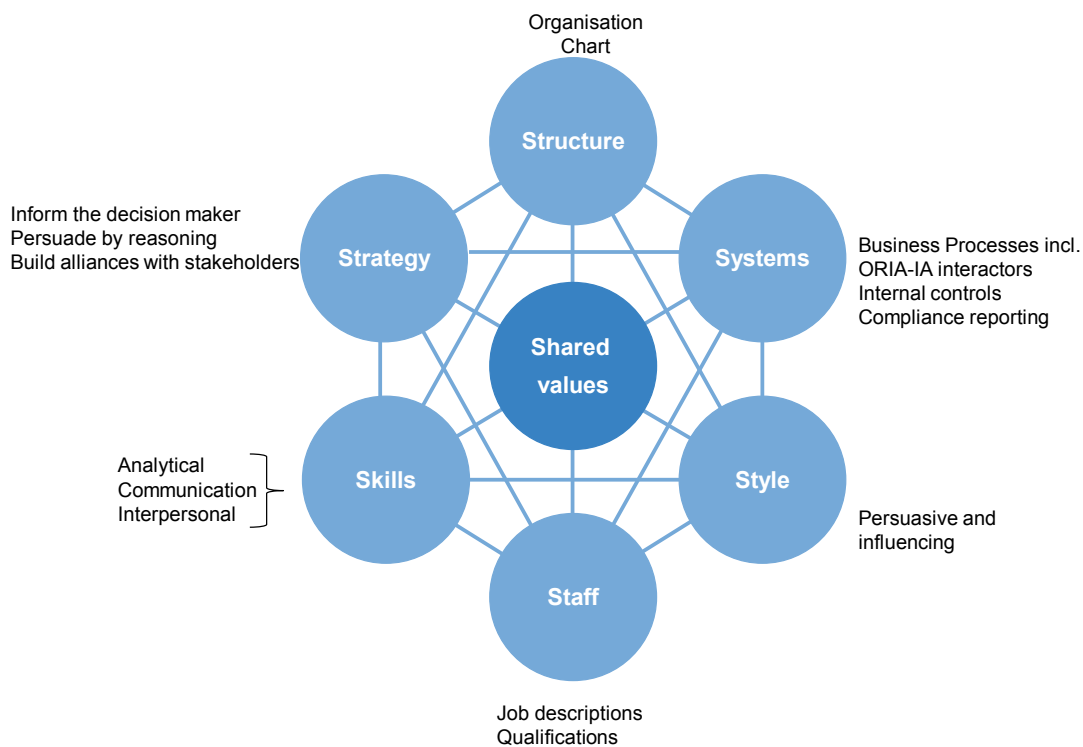 Organisation
Chart
Structure
Inform the decision maker
Persuade by reasoning
Build alliances with stakeholders
Strategy
Systems
Business Processes incl.
ORIA-IA interactors
Internal controls
Compliance reporting
Shared
values
Analytical
Communication
Interpersonal
Skills
Style
Persuasive and
influencing
Staff
Job descriptions
Qualifications